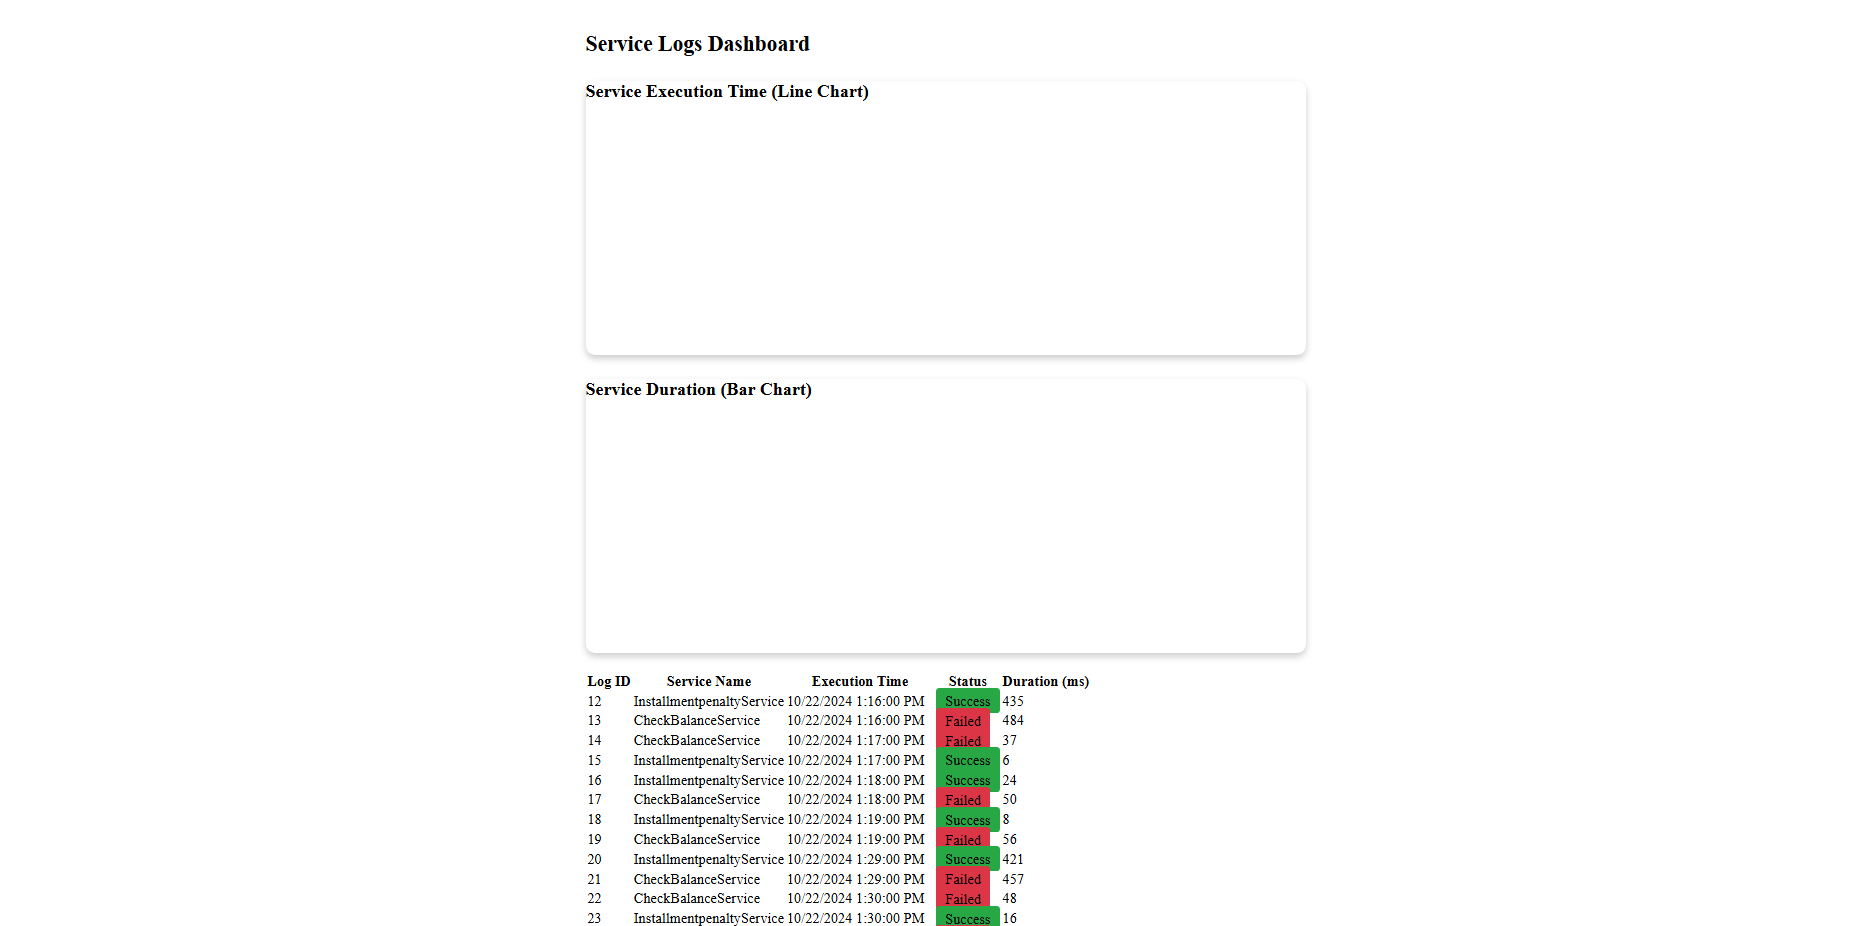 Service Logs Dashboard
Service Execution Time (Line Chart)
Service Duration (Bar Chart)
Log ID Service Name Execution Time Status Duration (ms)
12 InstallmentpenaltyService 10/22/2024 1:16:00 PM Success 435
13 CheckBalanceService 10/22/2024 1:16:00 PM Failed 484
14 CheckBalanceService 10/22/2024 1:17:00 PM Failed 37
15 InstallmentpenaltyService 10/22/2024 1:17:00 PM Success 6
16 InstallmentpenaltyService 10/22/2024 1:18:00 PM Success 24
17 CheckBalanceService 10/22/2024 1:18:00 PM Failed 50
18 InstallmentpenaltyService 10/22/2024 1:19:00 PM Success 8
19 CheckBalanceService 10/22/2024 1:19:00 PM Failed 56
20 InstallmentpenaltyService 10/22/2024 1:29:00 PM Success 421
21 CheckBalanceService 10/22/2024 1:29:00 PM Failed 457
22 CheckBalanceService 10/22/2024 1:30:00 PM Failed 48
23 InstallmentpenaltyService 10/22/2024 1:30:00 PM Success 16